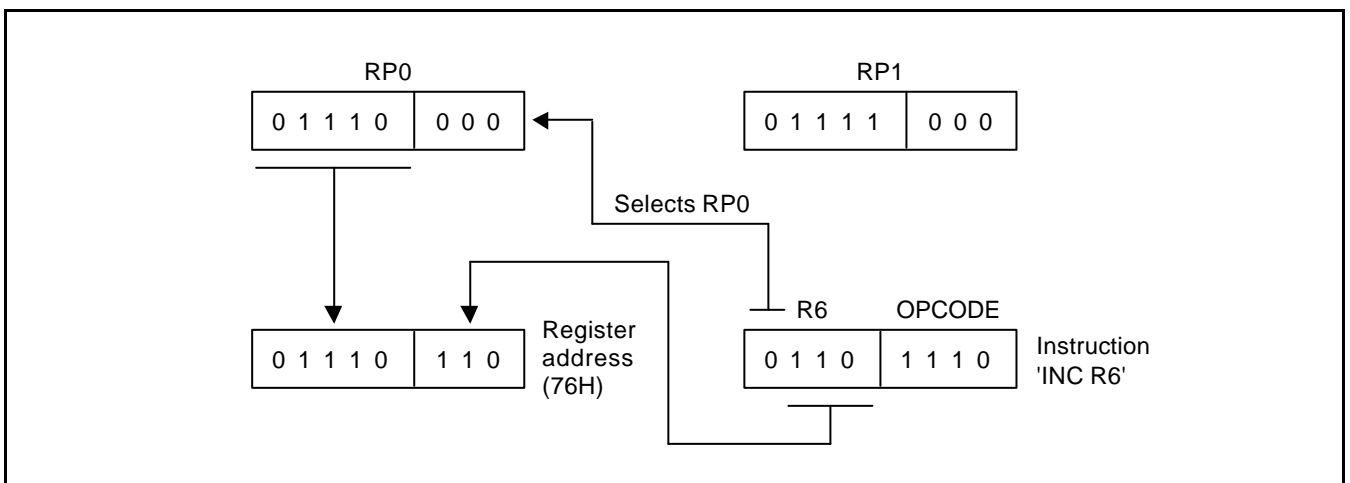 RP0
RP1
0 1 1 1 0 0 0 0
0 1 1 1 1 0 0 0
Selects RP0
R6 OPCODE
0 1 1 1 0 1 1 0
Register
address
(76H)
0 1 1 0 1 1 1 0
Instruction
'INC R6'